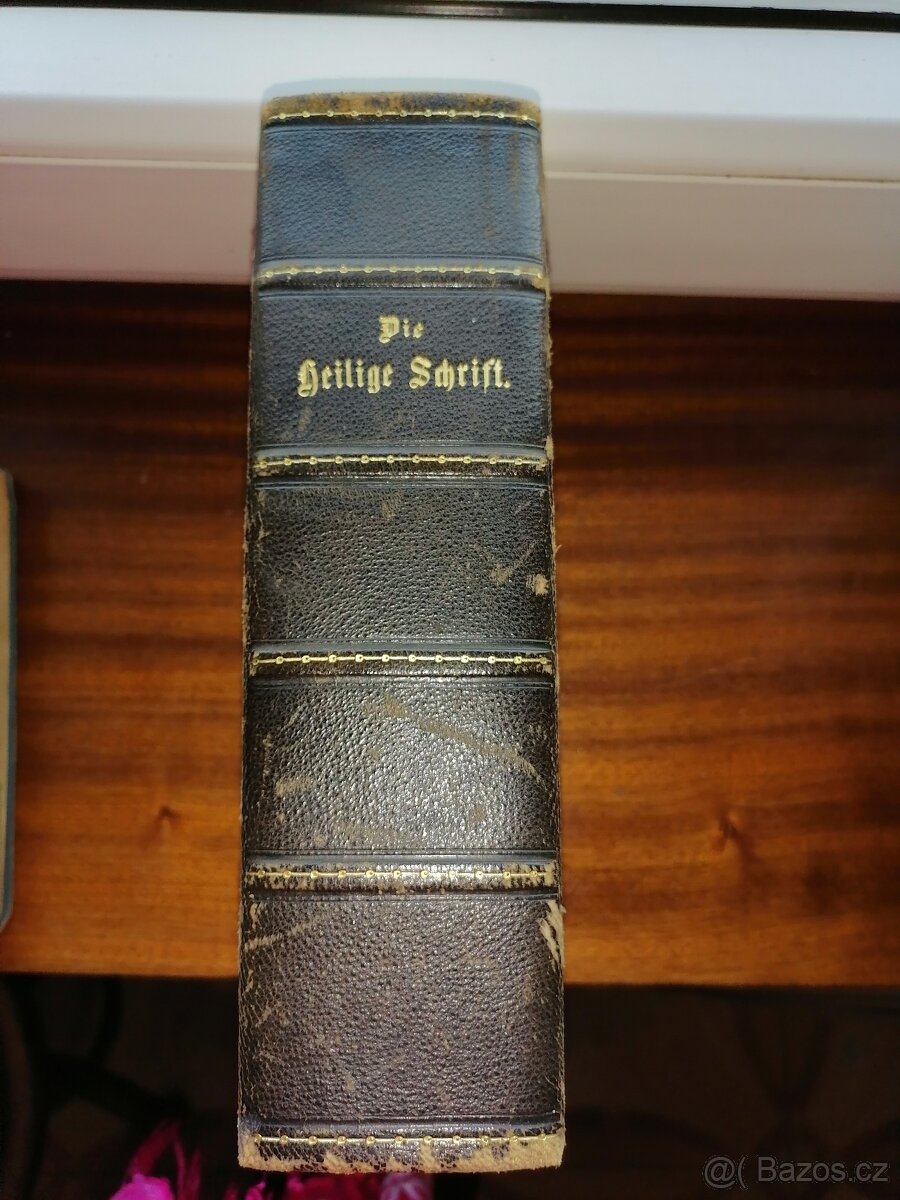 Die
Heilige Schrift.
@( Bazos.cz